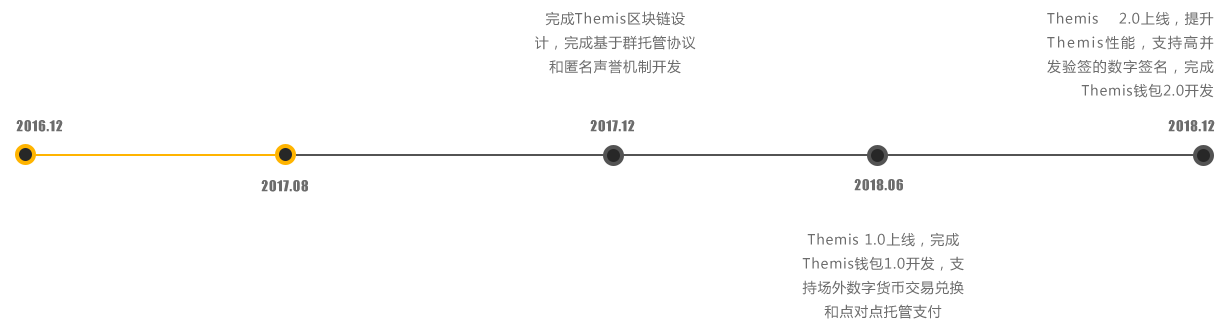 2016.12
2017.08
完成Themis区块链设
计，完成基于群托管协议
和匿名声誉机制开发
2017.12
2018.06
Themis 1.0上线，完成
Themis钱包1.0开发，支
持场外数字货币交易兑换
和点对点托管支付
Themis 2.0上线，提升
Themis性能，支持高并
发验签的数字签名，完成
Themis钱包2.0开发
2018.12